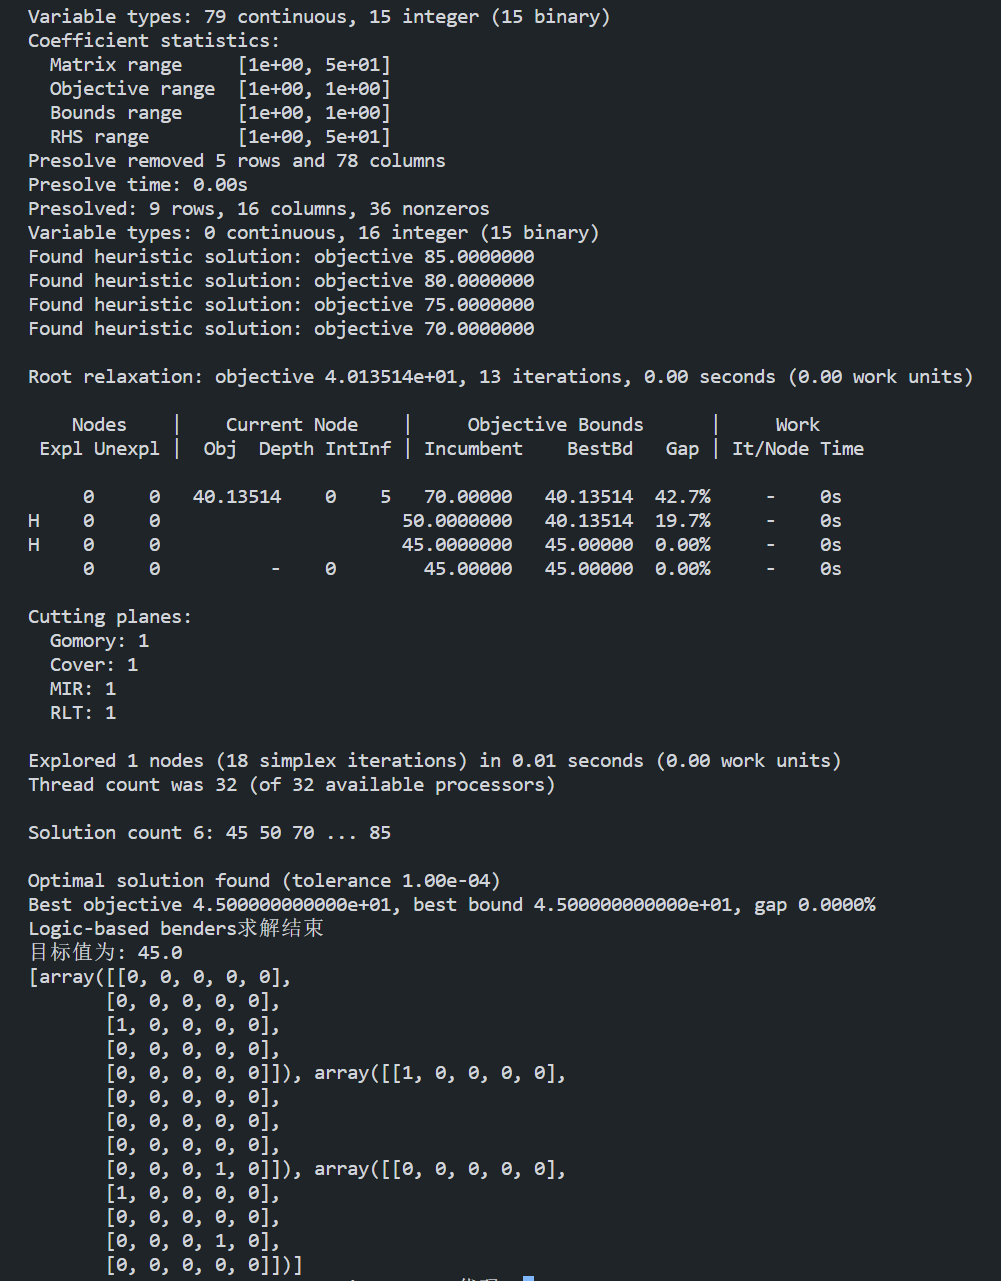 Variable types: 79 continuous, 15 integer (15 binary)
Coefficient statistics:
  Matrix range     [1e+00, 5e+01]
  Objective range  [1e+00, 1e+00]
  Bounds range     [1e+00, 1e+00]
  RHS range        [1e+00, 5e+01]
Presolve removed 5 rows and 78 columns
Presolve time: 0.00s
Presolved: 9 rows, 16 columns, 36 nonzeros
Variable types: 0 continuous, 16 integer (15 binary)
Found heuristic solution: objective 85.0000000
Found heuristic solution: objective 80.0000000
Found heuristic solution: objective 75.0000000
Found heuristic solution: objective 70.0000000
Root relaxation: objective 4.013514e+01, 13 iterations, 0.00 seconds (0.00 work units)
    Nodes    |    Current Node    |     Objective Bounds      |     Work
 Expl Unexpl |  Obj  Depth IntInf | Incumbent    BestBd   Gap | It/Node Time
     0     0   40.13514    0    5   70.00000   40.13514  42.7%     -    0s
H    0     0                      50.0000000   40.13514  19.7%     -    0s
H    0     0                      45.0000000   45.00000  0.00%     -    0s
     0     0          -    0        45.00000   45.00000  0.00%     -    0s
Cutting planes:
  Gomory: 1
  Cover: 1
  MIR: 1
  RLT: 1
Explored 1 nodes (18 simplex iterations) in 0.01 seconds (0.00 work units)
Thread count was 32 (of 32 available processors)
Solution count 6: 45 50 70 ... 85
Optimal solution found (tolerance 1.00e-04)
Best objective 4.500000000000e+01, best bound 4.500000000000e+01, gap 0.0000%
Logic-based benders求解结束
目标值为: 45.0
[array([[0, 0, 0, 0, 0],
       [0, 0, 0, 0, 0],
       [1, 0, 0, 0, 0],
       [0, 0, 0, 0, 0],
       [0, 0, 0, 0, 0]]), array([[1, 0, 0, 0, 0],
       [0, 0, 0, 0, 0],
       [0, 0, 0, 0, 0],
       [0, 0, 0, 0, 0],
       [0, 0, 0, 1, 0]]), array([[0, 0, 0, 0, 0],
       [1, 0, 0, 0, 0],
       [0, 0, 0, 0, 0],
       [0, 0, 0, 1, 0],
       [0, 0, 0, 0, 0]])]